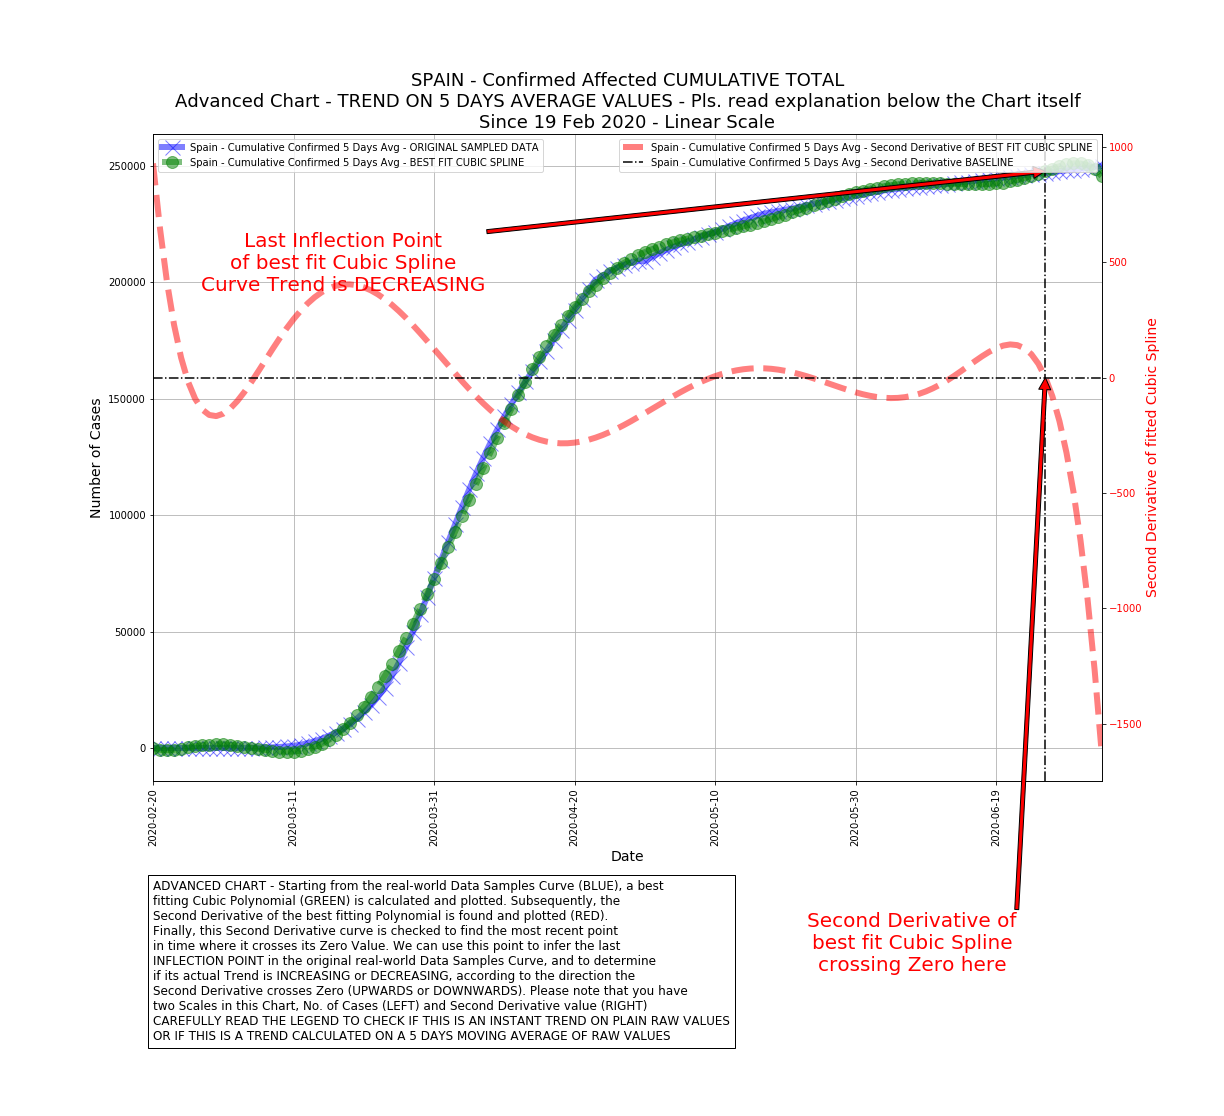 SPAIN - Confirmed Affected CUMULATIVE TOTAL
Advanced Chart - TREND ON 5 DAYS AVERAGE VALUES - Pls. read explanation below the Chart itself
Since 19 Feb 2020 - Linear Scale
Spain - Cumulative Confirmed 5 Days Avg - ORIGINAL SAMPLED DATA
Spain - Cumulative Confirmed 5 Days Avg - BEST FIT CUBIC SPLINE
Spain - Cumulative Confirmed 5 Days Avg - Second Derivative of BEST FIT CUBIC SPLINE
Spain - Cumulative Confirmed 5 Days Avg - Second Derivative BASELINE
Last Inflection Point
of best fit Cubic Spline
Curve Trend is DECREASING
Number of Cases
250000
200000
150000
100000
50000
0
1000
500
0
−500
−1000
−1500
Second Derivative of fitted Cubic Spline
2020-02-20
2020-03-11
2020-03-31
2020-04-20
2020-05-10
2020-05-30
2020-06-19
Date
Second Derivative of
best fit Cubic Spline
crossing Zero here
ADVANCED CHART - Starting from the real-world Data Samples Curve (BLUE), a best
fitting Cubic Polynomial (GREEN) is calculated and plotted. Subsequently, the
Second Derivative of the best fitting Polynomial is found and plotted (RED).
Finally, this Second Derivative curve is checked to find the most recent point
in time where it crosses its Zero Value. We can use this point to infer the last
INFLECTION POINT in the original real-world Data Samples Curve, and to determine
if its actual Trend is INCREASING or DECREASING, according to the direction the
Second Derivative crosses Zero (UPWARDS or DOWNWARDS). Please note that you have
two Scales in this Chart, No. of Cases (LEFT) and Second Derivative value (RIGHT)
CAREFULLY READ THE LEGEND TO CHECK IF THIS IS AN INSTANT TREND ON PLAIN RAW VALUES
OR IF THIS IS A TREND CALCULATED ON A 5 DAYS MOVING AVERAGE OF RAW VALUES